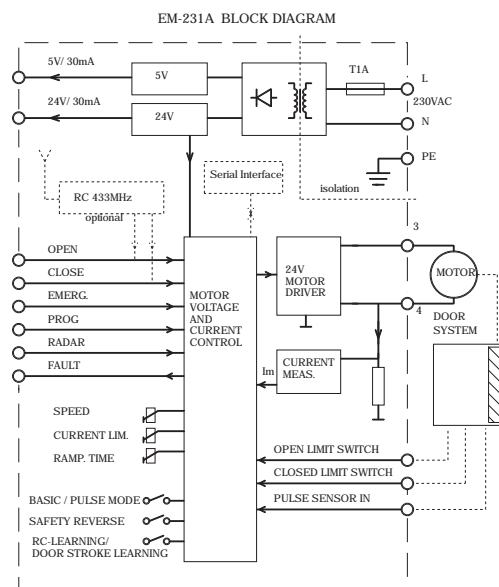 EM-231A BLOCK DIAGRAM
5V/ 30mA
5V
T1A
L
230VAC
24V/ 30mA
24V
N
PE
Serial Interface
isolation
RC 433MHz
optional
3
OPEN
CLOSE
EMERG.
PROG
RADAR
FAULT
MOTOR
VOLTAGE
AND
CURRENT
CONTROL
24V
MOTOR
DRIVER
MOTOR
4
DOOR
SYSTEM
Im
CURRENT
MEAS.
SPEED
CURRENT LIM.
RAMP. TIME
OPEN LIMIT SWITCH
CLOSED LIMIT SWITCH
PULSE SENSOR IN
BASIC / PULSE MODE
SAFETY REVERSE
RC-LEARNING/
DOOR STROKE LEARNING